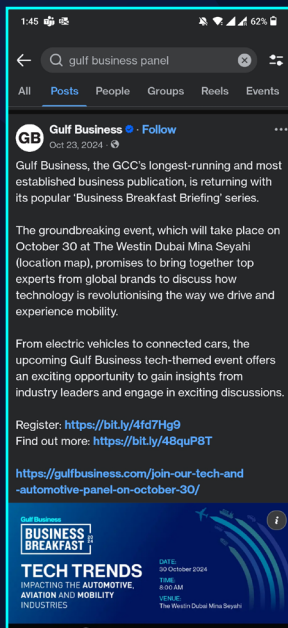 1:45 62%
gulf business panel
All Posts People Groups Reels Events
GB Gulf Business · Follow
Oct 23, 2024 ·
Gulf Business, the GCC's longest-running and most
established business publication, is returning with
its popular 'Business Breakfast Briefing' series.
The groundbreaking event, which will take place on
October 30 at The Westin Dubai Mina Seyahi
(location map), promises to bring together top
experts from global brands to discuss how
technology is revolutionising the way we drive and
experience mobility.
From electric vehicles to connected cars, the
upcoming Gulf Business tech-themed event offers
an exciting opportunity to gain insights from
industry leaders and engage in exciting discussions.
Register: https://bit.ly/4fd7Hg9
Find out more: https://bit.ly/48quP8T
https://gulfbusiness.com/join-our-tech-and
-automotive-panel-on-october-30/
Gulf Business
BUSINESS
BREAKFAST 2024
TECH TRENDS
IMPACTING THE AUTOMOTIVE,
AVIATION AND MOBILITY
INDUSTRIES
DATE:
30 October 2024
TIME:
8:00 AM
VENUE:
The Westin Dubai Mina Seyahi